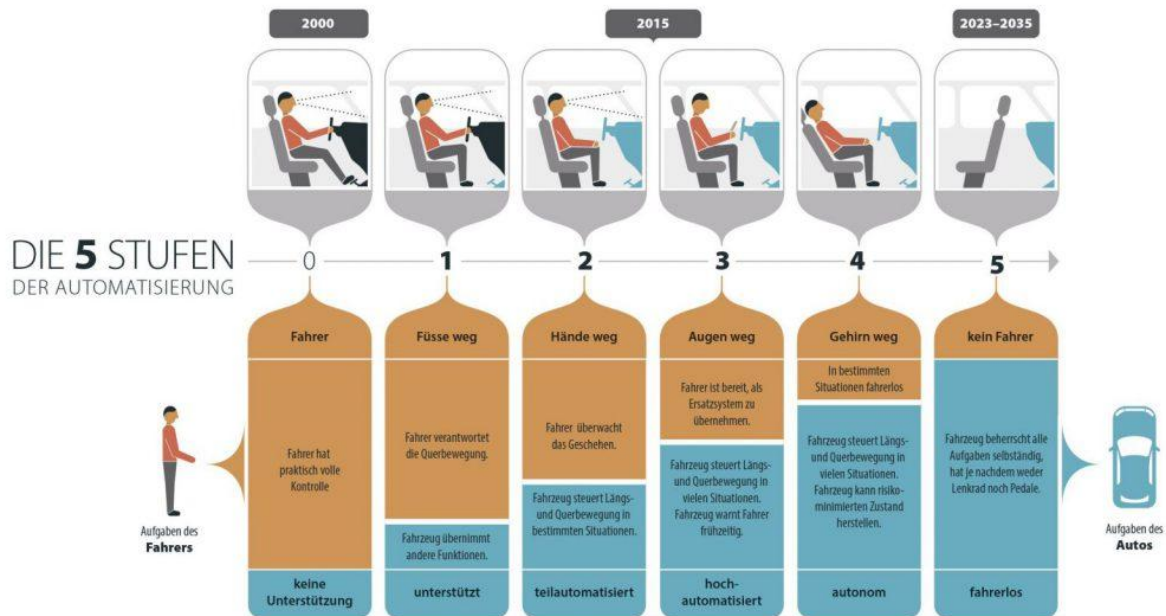 2000
2015
2023–2035
DIE 5 STUFEN
DER AUTOMATISIERUNG
0
1
2
3
4
5
Fahrer
Füsse weg
Hände weg
Augen weg
Gehirn weg
kein Fahrer
Fahrer hat
praktisch volle
Kontrolle
Fahrer verantwortet
die Querbewegung.
Fahrer überwacht
das Geschehen.
Fahrer ist bereit, als
Ersatzsystem zu
übernehmen.
In bestimmten
Situationen fahrerlos
Fahrzeug übernimmt
andere Funktionen.
Fahrzeug steuert Längs-
und Querbewegung in
bestimmten Situationen.
Fahrzeug steuert Längs-
und Querbewegung in
vielen Situationen.
Fahrzeug warnt Fahrer
frühzeitig.
Fahrzeug steuert Längs-
und Querbewegung in
vielen Situationen.
Fahrzeug kann risiko-
minimierten Zustand
herstellen.
Fahrzeug beherrscht alle
Aufgaben selbständig,
hat je nachdem weder
Lenkrad noch Pedale.
Aufgaben des
Fahrers
Aufgaben des
Autos
keine
Unterstützung
unterstützt
teilautomatisiert
hoch-
automatisiert
autonom
fahrerlos